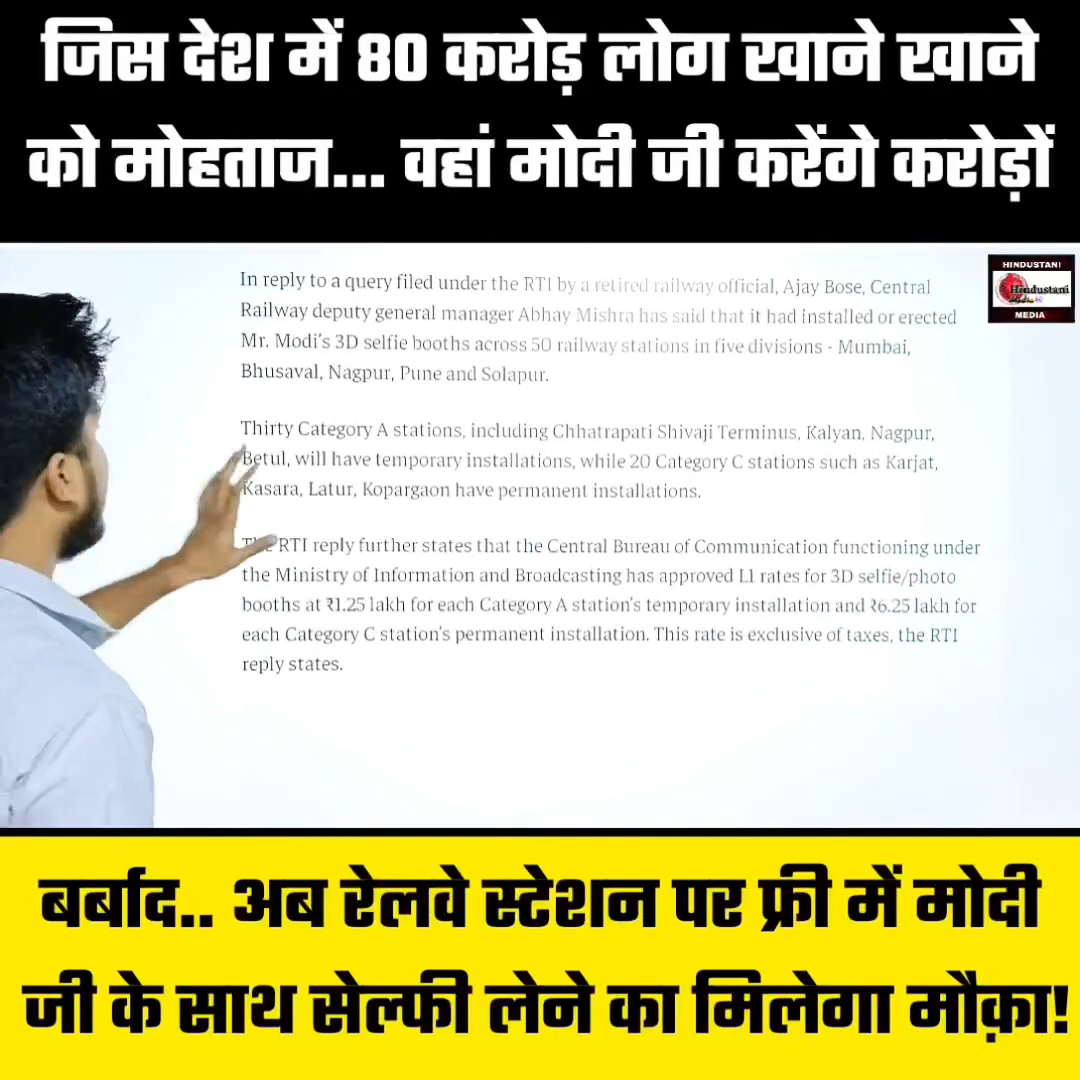 जिस देश में 80 करोड़ लोग खाने खाने
को मोहताज... वहां मोदी जी करेंगे करोड़ों
HINDUSTANI
Hindustani
MEDIA
In reply to a query filed under the RTI by a retired railway official, Ajay Bose, Central
Railway deputy general manager Abhay Mishra has said that it had installed or erected
Mr. Modi's 3D selfie booths across 50 railway stations in five divisions - Mumbai,
Bhusaval, Nagpur, Pune and Solapur.
Thirty Category A stations, including Chhatrapati Shivaji Terminus, Kalyan, Nagpur,
Betul, will have temporary installations, while 20 Category C stations such as Karjat,
Kasara, Latur, Kopargaon have permanent installations.
The RTI reply further states that the Central Bureau of Communication functioning under
the Ministry of Information and Broadcasting has approved L1 rates for 3D selfie/photo
booths at ₹1.25 lakh for each Category A station's temporary installation and ₹6.25 lakh for
each Category C station's permanent installation. This rate is exclusive of taxes, the RTI
reply states.
बर्बाद.. अब रेलवे स्टेशन पर फ्री में मोदी
जी के साथ सेल्फी लेने का मिलेगा मौक़ा!